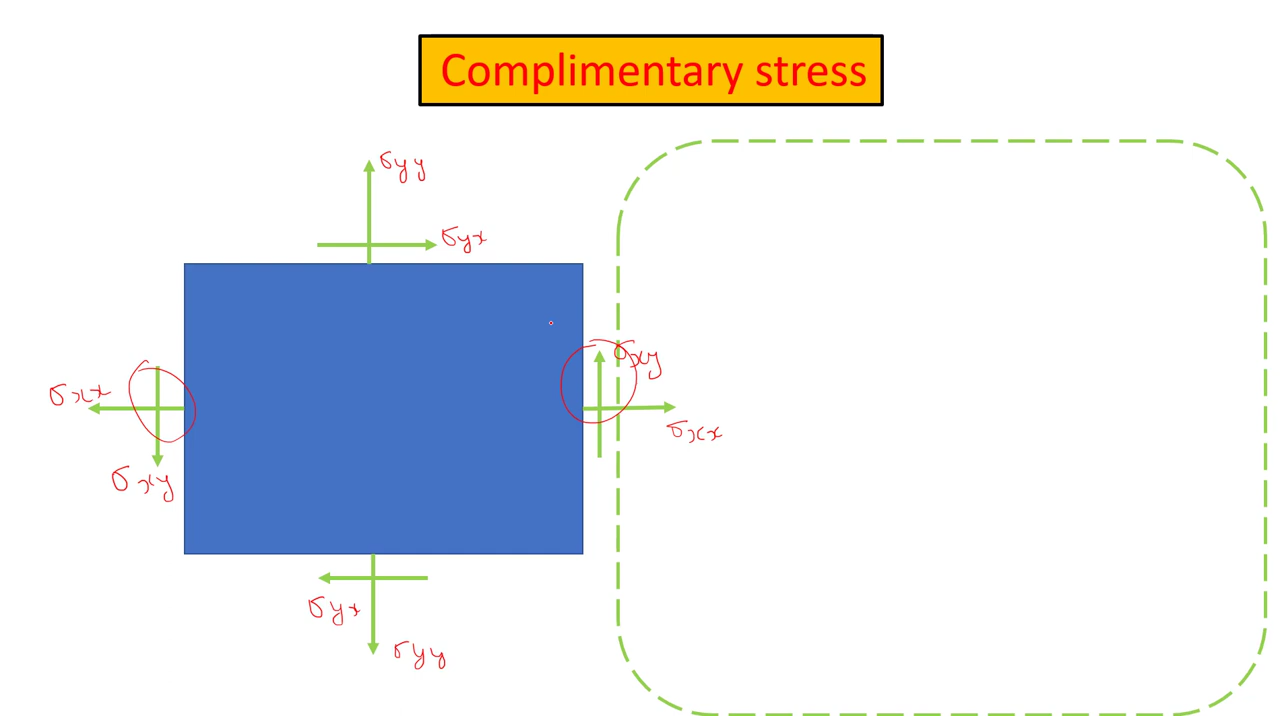 Complimentary stress
σyy
σyx
σxy
σxx
σxx
σxy
σyx
σyy